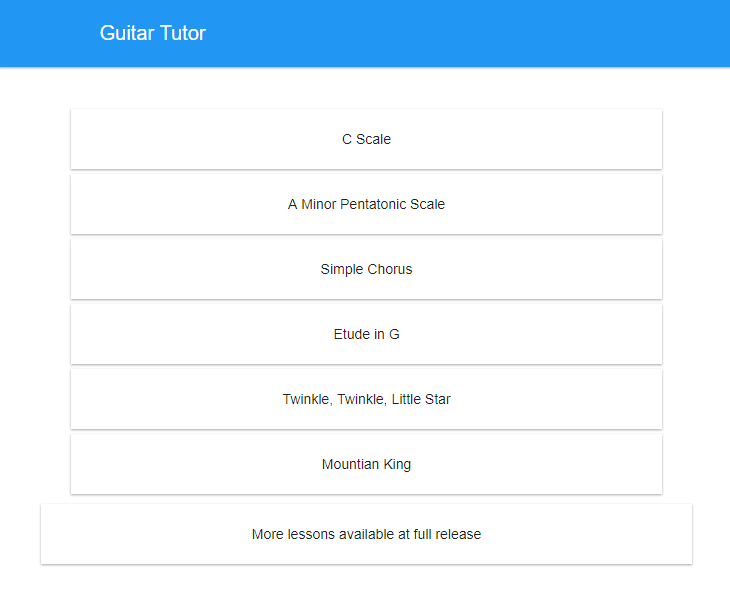 Guitar Tutor
C Scale
A Minor Pentatonic Scale
Simple Chorus
Etude in G
Twinkle, Twinkle, Little Star
Mountian King
More lessons available at full release